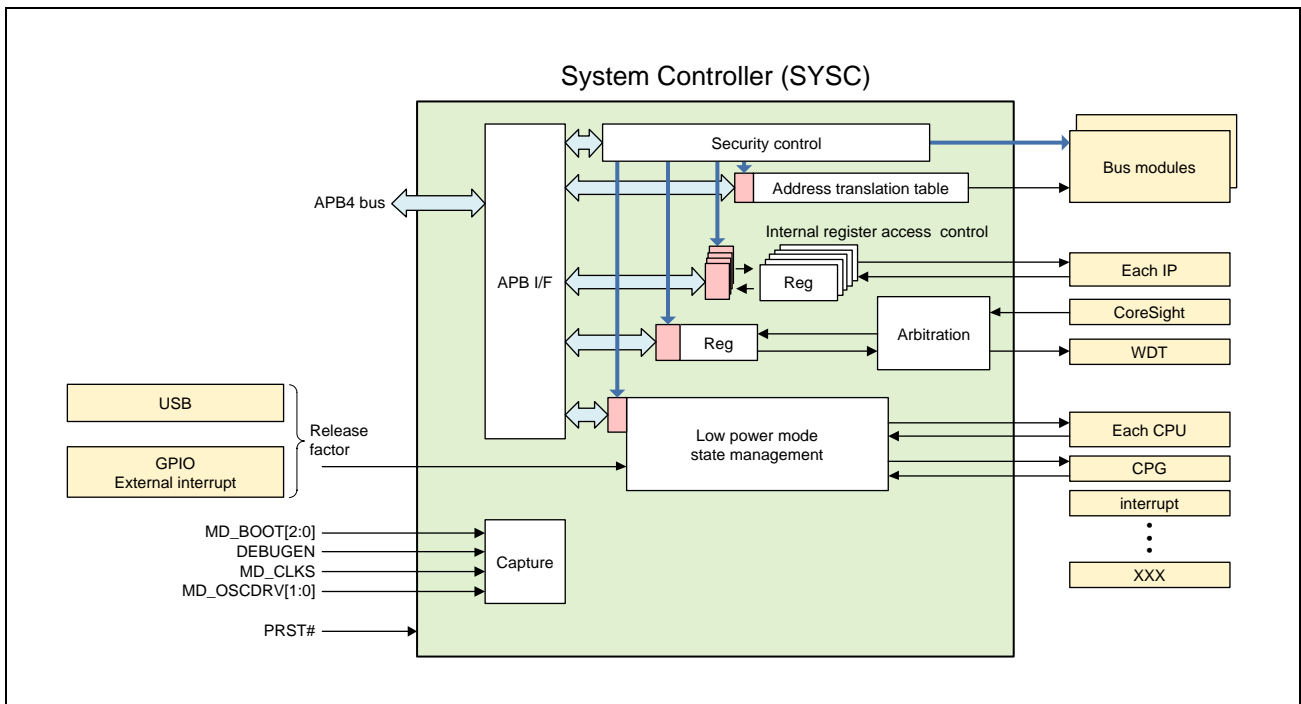 System Controller (SYSC)
Security control
Bus modules
Address translation table
APB4 bus
Internal register access control
APB I/F
Reg
Each IP
CoreSight
Arbitration
Reg
WDT
USB
Release
factor
GPIO
External interrupt
Low power mode
state management
Each CPU
CPG
interrupt
MD_BOOT[2:0]
DEBUGEN
MD_CLKS
MD_OSCDRV[1:0]
Capture
XXX
PRST#